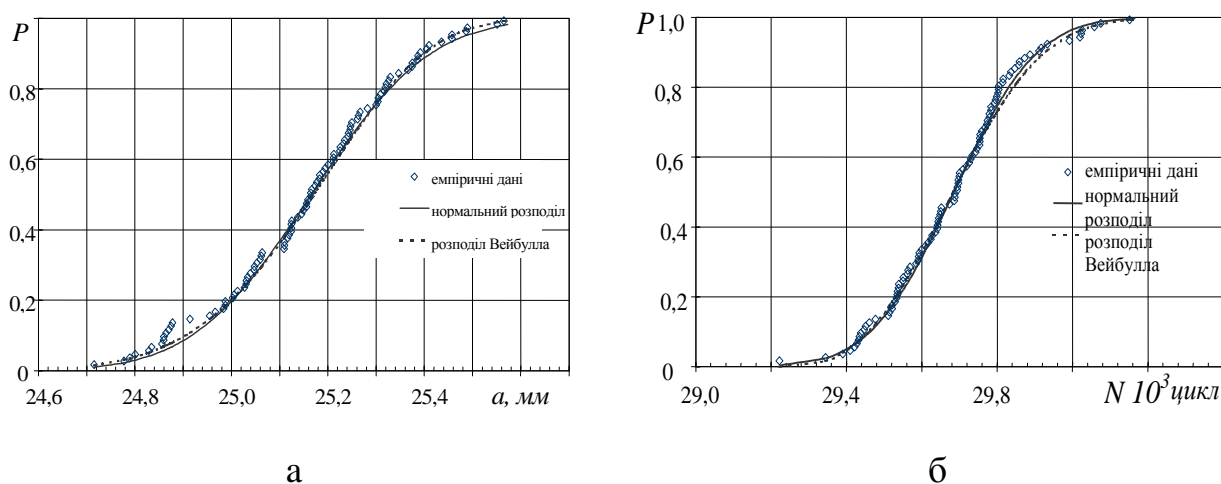 P
0,8
0,6
0,4
0,2
0
24,6
24,8
25,0
25,2
25,4
a, мм
емпіричні дані
нормальний розподіл
розподіл Вейбулла
а
P 1,0
0,8
0,6
0,4
0,2
0
29,0
29,4
29,8
N 10³ цикл
емпіричні дані
нормальний
розподіл
розподіл
Вейбулла
б